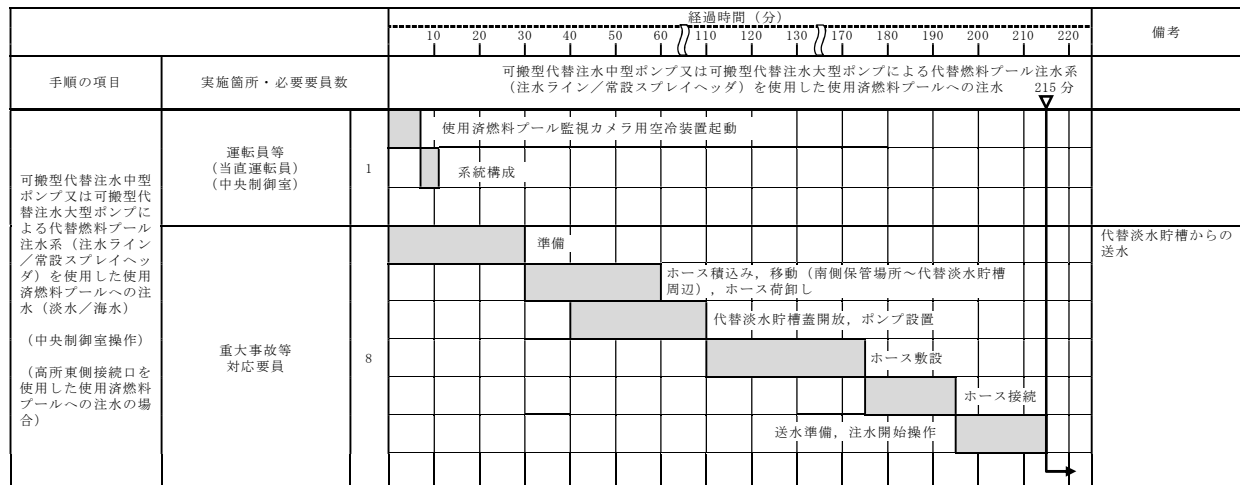 経過時間（分）
備考
10 20 30 40 50 60 110 120 130 170 180 190 200 210 220
手順の項目
実施箇所・必要要員数
可搬型代替注水中型ポンプ又は可搬型代替注水大型ポンプによる代替燃料プール注水系
（注水ライン／常設スプレイヘッダ）を使用した使用済燃料プールへの注水 215分
可搬型代替注水中型
ポンプ又は可搬型代
替注水大型ポンプに
よる代替燃料プール
注水系（注水ライン
／常設スプレイヘッ
ダ）を使用した使用
済燃料プールへの注
水（淡水／海水）
（中央制御室操作）
（高所東側接続口を
使用した使用済燃料
プールへの注水の場
合）
運転員等
（当直運転員）
（中央制御室）
1
使用済燃料プール監視カメラ用空冷装置起動
系統構成
重大事故等
対応要員
8
準備
ホース積込み，移動（南側保管場所～代替淡水貯槽
周辺），ホース荷卸し
代替淡水貯槽蓋開放，ポンプ設置
ホース敷設
ホース接続
送水準備，注水開始操作
代替淡水貯槽からの
送水